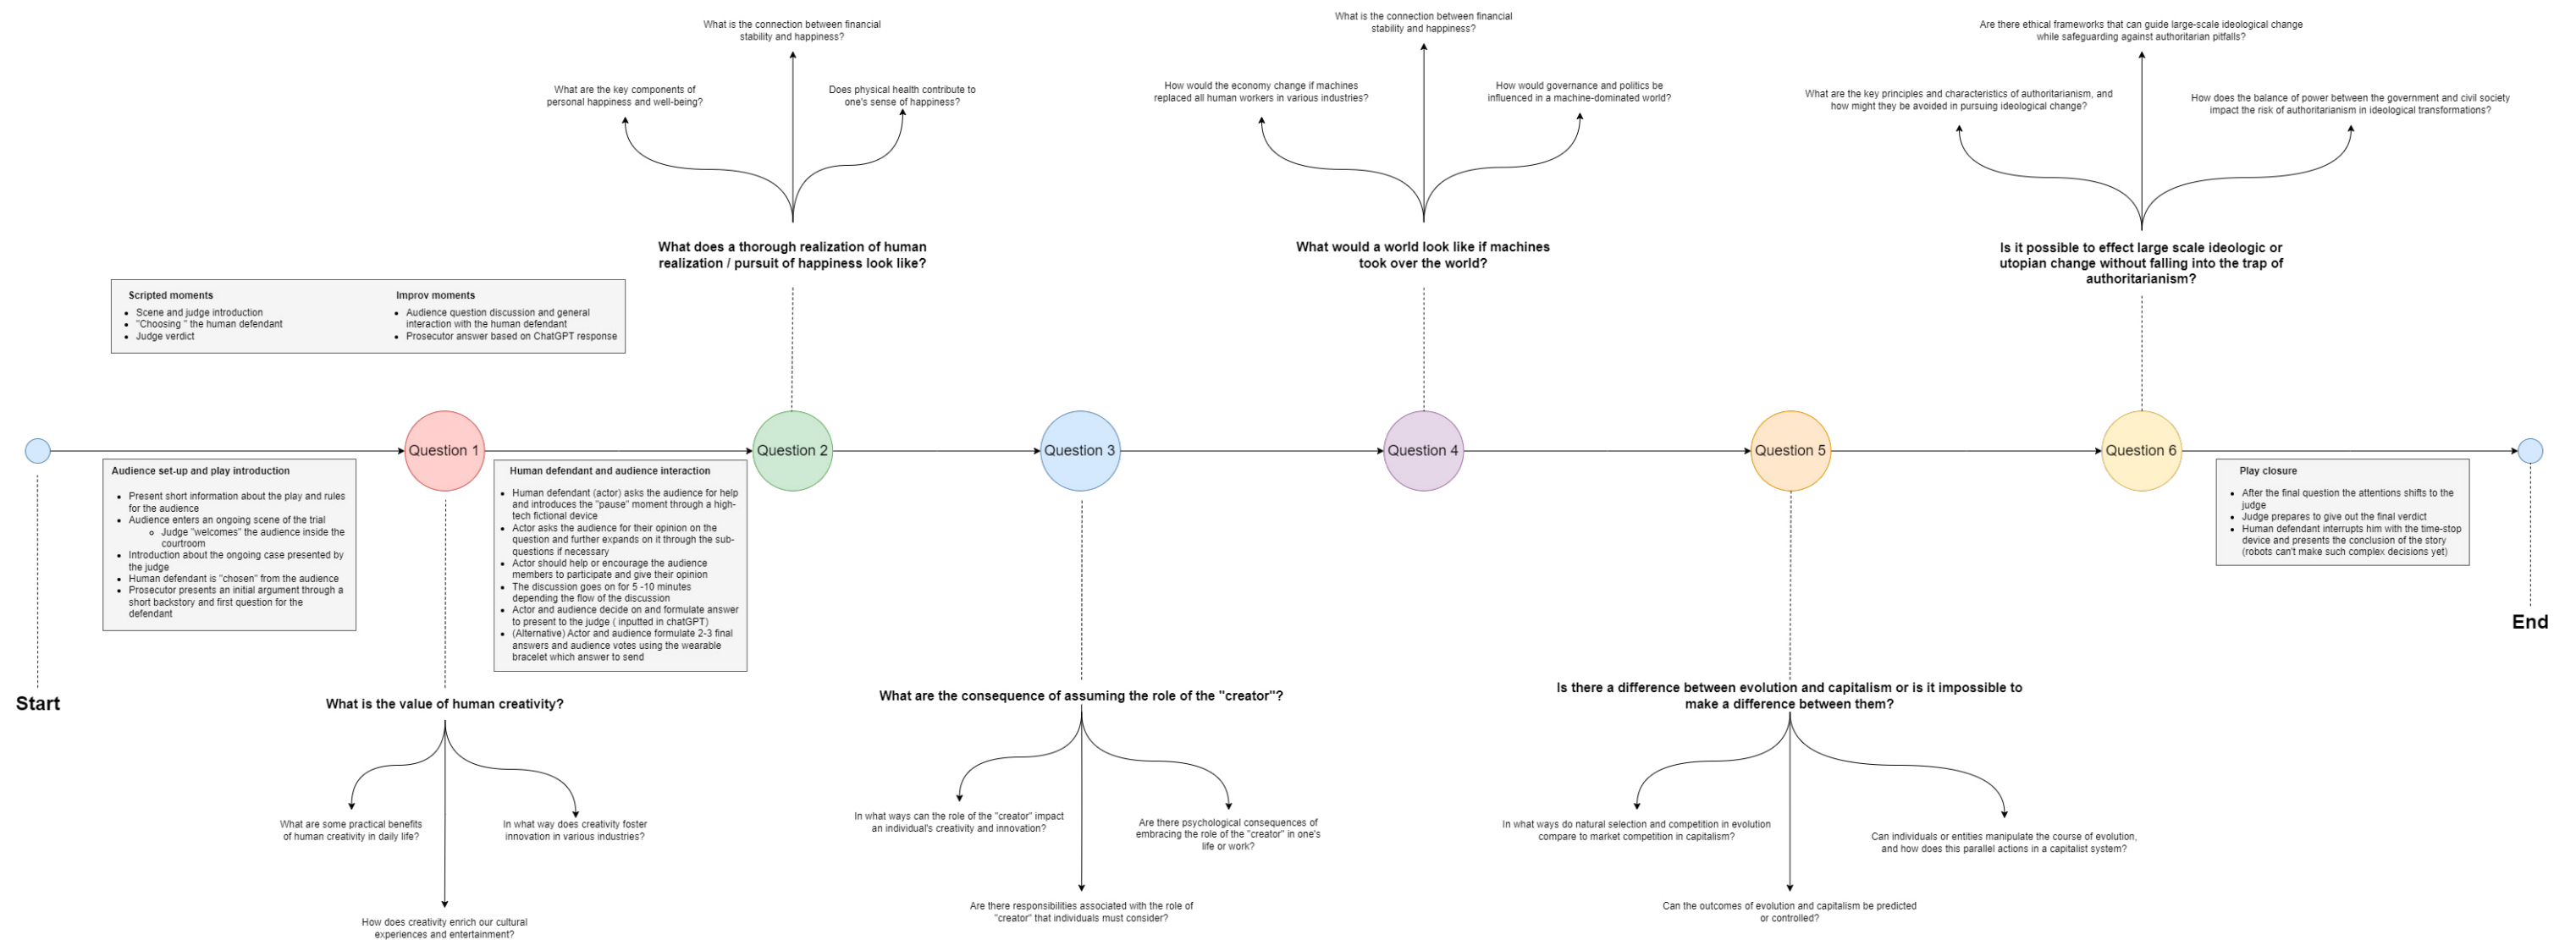 What is the connection between financial
stability and happiness?
What are the key components of
personal happiness and well-being?
Does physical health contribute to
one's sense of happiness?
What does a thorough realization of human
realization / pursuit of happiness look like?
What is the connection between financial
stability and happiness?
How would the economy change if machines
replaced all human workers in various industries?
How would governance and politics be
influenced in a machine-dominated world?
What would a world look like if machines
took over the world?
Are there ethical frameworks that can guide large-scale ideological change
while safeguarding against authoritarian pitfalls?
What are the key principles and characteristics of authoritarianism, and
how might they be avoided in pursuing ideological change?
How does the balance of power between the government and civil society
impact the risk of authoritarianism in ideological transformations?
Is it possible to effect large scale ideologic or
utopian change without falling into the trap of
authoritarianism?
Scripted moments
• Scene and judge introduction
• "Choosing " the human defendant
• Judge verdict
Improv moments
• Audience question discussion and general
interaction with the human defendant
• Prosecutor answer based on ChatGPT response
Question 1
Question 2
Question 3
Question 4
Question 5
Question 6
Audience set-up and play introduction
• Present short information about the play and rules
for the audience
• Audience enters an ongoing scene of the trial
◦ Judge "welcomes" the audience inside the
courtroom
• Introduction about the ongoing case presented by
the judge
• Human defendant is "chosen" from the audience
• Prosecutor presents an initial argument through a
short backstory and first question for the
defendant
Human defendant and audience interaction
• Human defendant (actor) asks the audience for help
and introduces the "pause" moment through a high-
tech fictional device
• Actor asks the audience for their opinion on the
question and further expands on it through the sub-
questions if necessary
• Actor should help or encourage the audience
members to participate and give their opinion
• The discussion goes on for 5 -10 minutes
depending the flow of the discussion
• Actor and audience decide on and formulate answer
to present to the judge ( inputted in chatGPT)
• (Alternative) Actor and audience formulate 2-3 final
answers and audience votes using the wearable
bracelet which answer to send
Play closure
• After the final question the attentions shifts to the
judge
• Judge prepares to give out the final verdict
• Human defendant interrupts him with the time-stop
device and presents the conclusion of the story
(robots can't make such complex decisions yet)
Start
End
What is the value of human creativity?
What are some practical benefits
of human creativity in daily life?
In what way does creativity foster
innovation in various industries?
How does creativity enrich our cultural
experiences and entertainment?
What are the consequence of assuming the role of the "creator"?
In what ways can the role of the "creator" impact
an individual's creativity and innovation?
Are there psychological consequences of
embracing the role of the "creator" in one's
life or work?
Are there responsibilities associated with the role of
"creator" that individuals must consider?
Is there a difference between evolution and capitalism or is it impossible to
make a difference between them?
In what ways do natural selection and competition in evolution
compare to market competition in capitalism?
Can individuals or entities manipulate the course of evolution,
and how does this parallel actions in a capitalist system?
Can the outcomes of evolution and capitalism be predicted
or controlled?